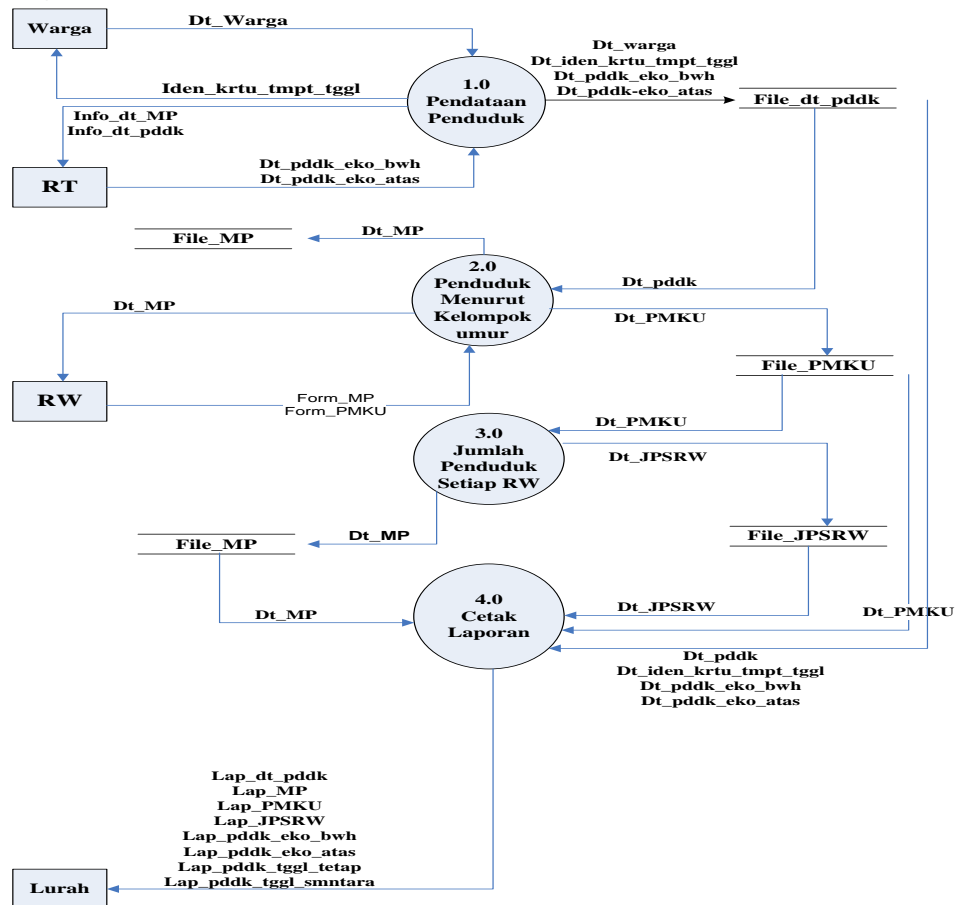 Warga
Dt_Warga
Dt_warga
Dt_iden_krtu_tmpt_tggl
Dt_pddk_eko_bwh
Dt_pddk-eko_atas
1.0
Pendataan
Penduduk
Iden_krtu_tmpt_tggl
File_dt_pddk
Info_dt_MP
Info_dt_pddk
RT
Dt_pddk_eko_bwh
Dt_pddk_eko_atas
File_MP
Dt_MP
2.0
Penduduk
Menurut
Kelompok
umur
Dt_pddk
Dt_MP
Dt_PMKU
File_PMKU
RW
Form_MP
Form_PMKU
Dt_PMKU
3.0
Jumlah
Penduduk
Setiap RW
Dt_JPSRW
File_MP
Dt_MP
File_JPSRW
4.0
Cetak
Laporan
Dt_MP
Dt_JPSRW
Dt_PMKU
Dt_pddk
Dt_iden_krtu_tmpt_tggl
Dt_pddk_eko_bwh
Dt_pddk_eko_atas
Lap_dt_pddk
Lap_MP
Lap_PMKU
Lap_JPSRW
Lap_pddk_eko_bwh
Lap_pddk_eko_atas
Lap_pddk_tggl_tetap
Lap_pddk_tggl_smntara
Lurah